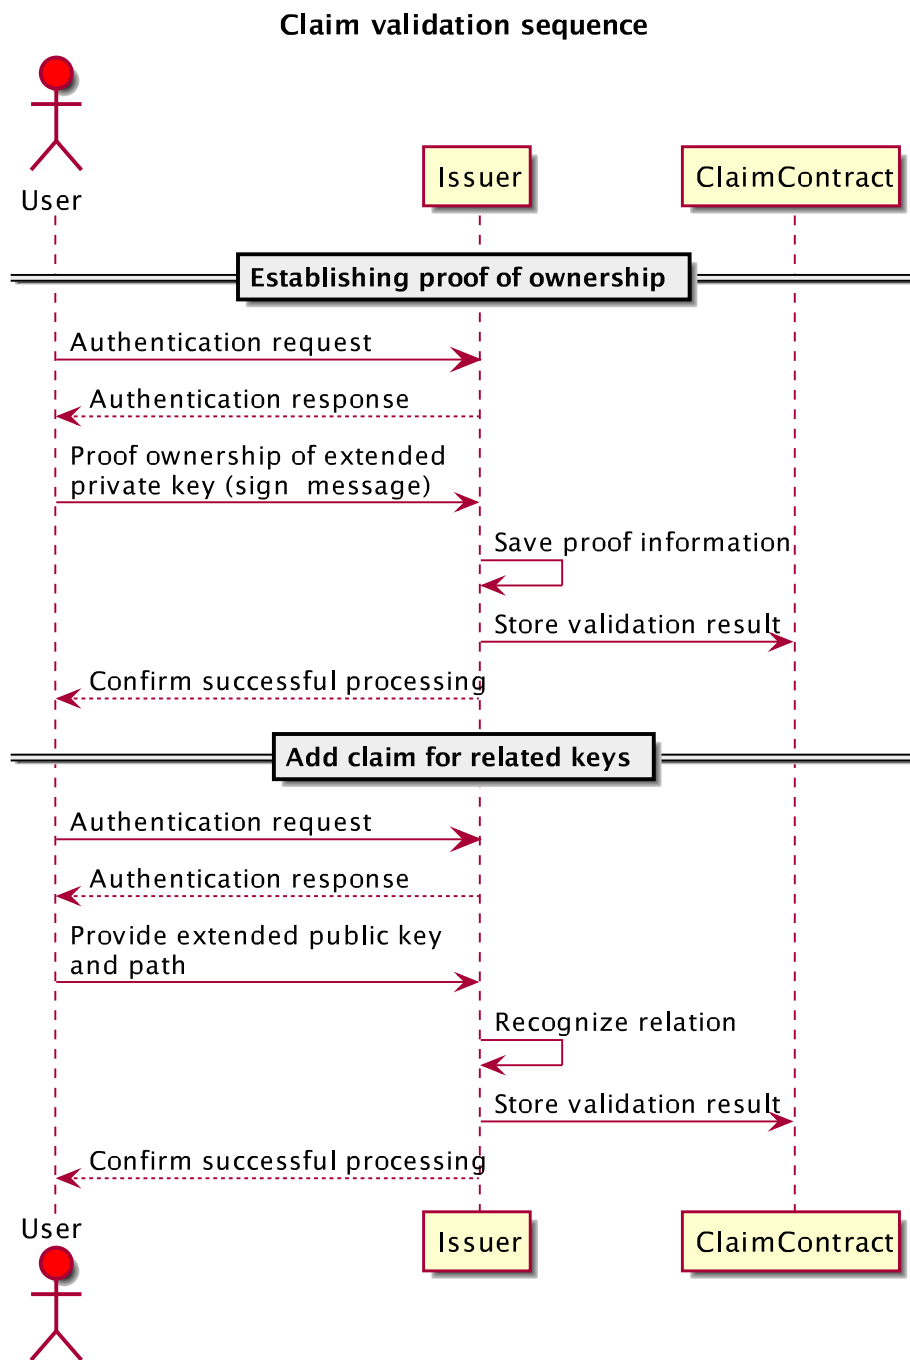 Claim validation sequence
User
Issuer
ClaimContract
Establishing proof of ownership
Authentication request
Authentication response
Proof ownership of extended
private key (sign  message)
Save proof information
Store validation result
Confirm successful processing
Add claim for related keys
Authentication request
Authentication response
Provide extended public key
and path
Recognize relation
Store validation result
Confirm successful processing
User
Issuer
ClaimContract